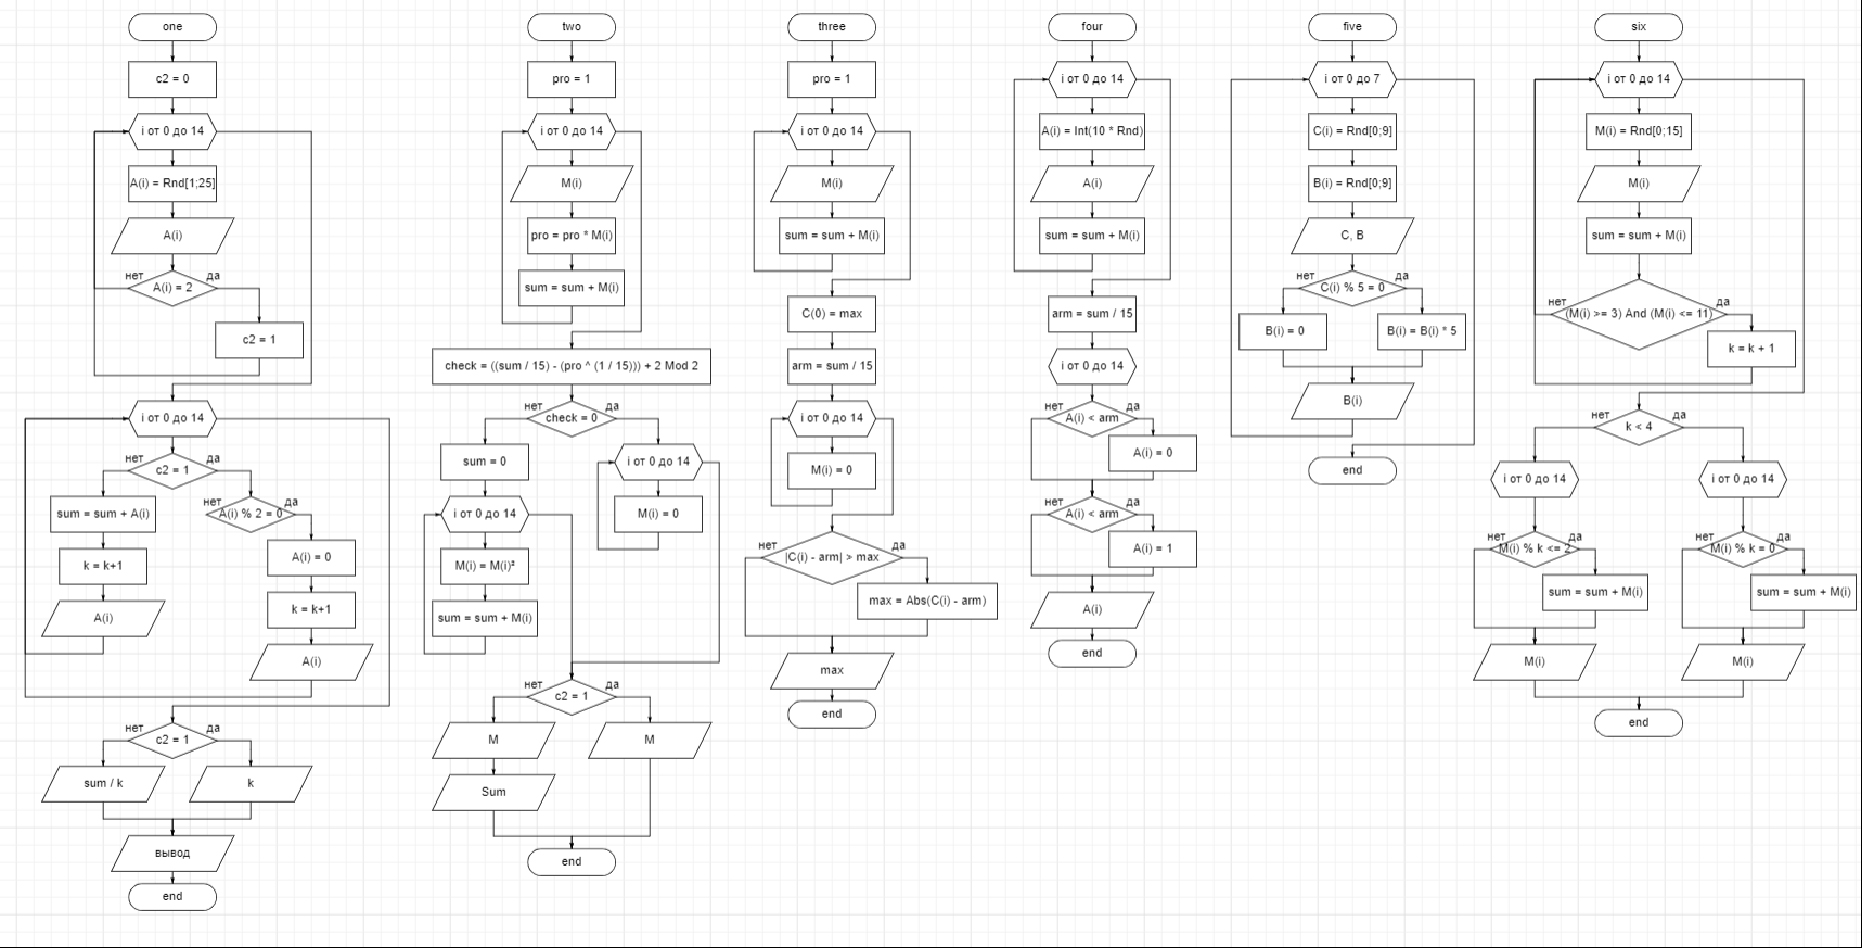 one
c2 = 0
i от 0 до 14
A(i) = Rnd[1;25]
A(i)
нет
да
A(i) = 2
c2 = 1
i от 0 до 14
нет
да
c2 = 1
sum = sum + A(i)
k = k+1
A(i)
нет
да
A(i) % 2 = 0
A(i) = 0
k = k+1
A(i)
нет
да
c2 = 1
sum / k
k
вывод
end
two
pro = 1
i от 0 до 14
M(i)
pro = pro * M(i)
sum = sum + M(i)
check = ((sum / 15) - (pro ^ (1 / 15))) + 2 Mod 2
нет
да
check = 0
sum = 0
i от 0 до 14
M(i) = M(i)²
sum = sum + M(i)
i от 0 до 14
M(i) = 0
нет
да
c2 = 1
M
Sum
M
end
three
pro = 1
i от 0 до 14
M(i)
sum = sum + M(i)
C(0) = max
arm = sum / 15
i от 0 до 14
M(i) = 0
нет
да
|C(i) - arm| > max
max = Abs(C(i) - arm)
max
end
four
i от 0 до 14
A(i) = Int(10 * Rnd)
A(i)
sum = sum + M(i)
arm = sum / 15
i от 0 до 14
нет
да
A(i) < arm
A(i) = 0
нет
да
A(i) < arm
A(i) = 1
A(i)
end
five
i от 0 до 7
C(i) = Rnd[0;9]
B(i) = Rnd[0;9]
C, B
нет
да
C(i) % 5 = 0
B(i) = 0
B(i) = B(i) * 5
B(i)
end
six
i от 0 до 14
M(i) = Rnd[0;15]
M(i)
sum = sum + M(i)
нет
да
(M(i) >= 3) And (M(i) <= 11)
k = k + 1
нет
да
k < 4
i от 0 до 14
нет
да
M(i) % k <= 2
sum = sum + M(i)
M(i)
i от 0 до 14
нет
да
M(i) % k = 0
sum = sum + M(i)
M(i)
end